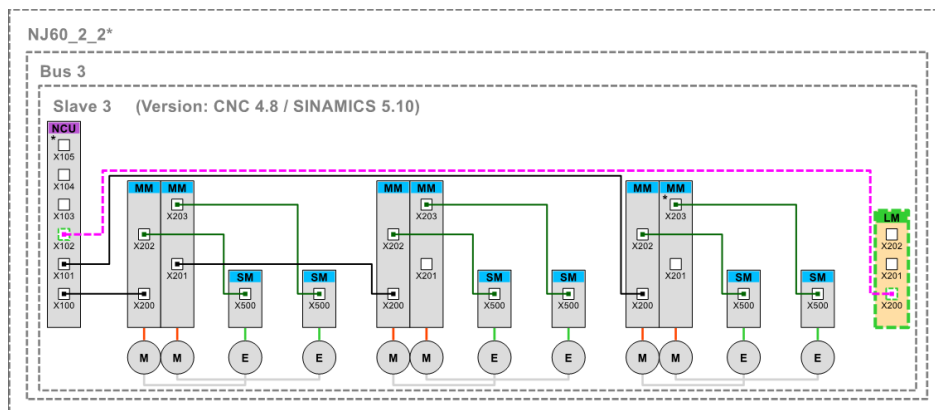 NJ60_2_2*
Bus 3
Slave 3 (Version: CNC 4.8 / SINAMICS 5.10)
NCU
*
X105
X104
X103
X102
X101
X100
MM MM
X203
X202
X201
X200
SM SM
X500 X500
M M E E
MM MM
X203
X202
X201
X200
SM SM
X500 X500
M M E E
MM MM
*
X203
X202
X201
X200
SM SM
X500 X500
M M E E
LM
X202
X201
X200